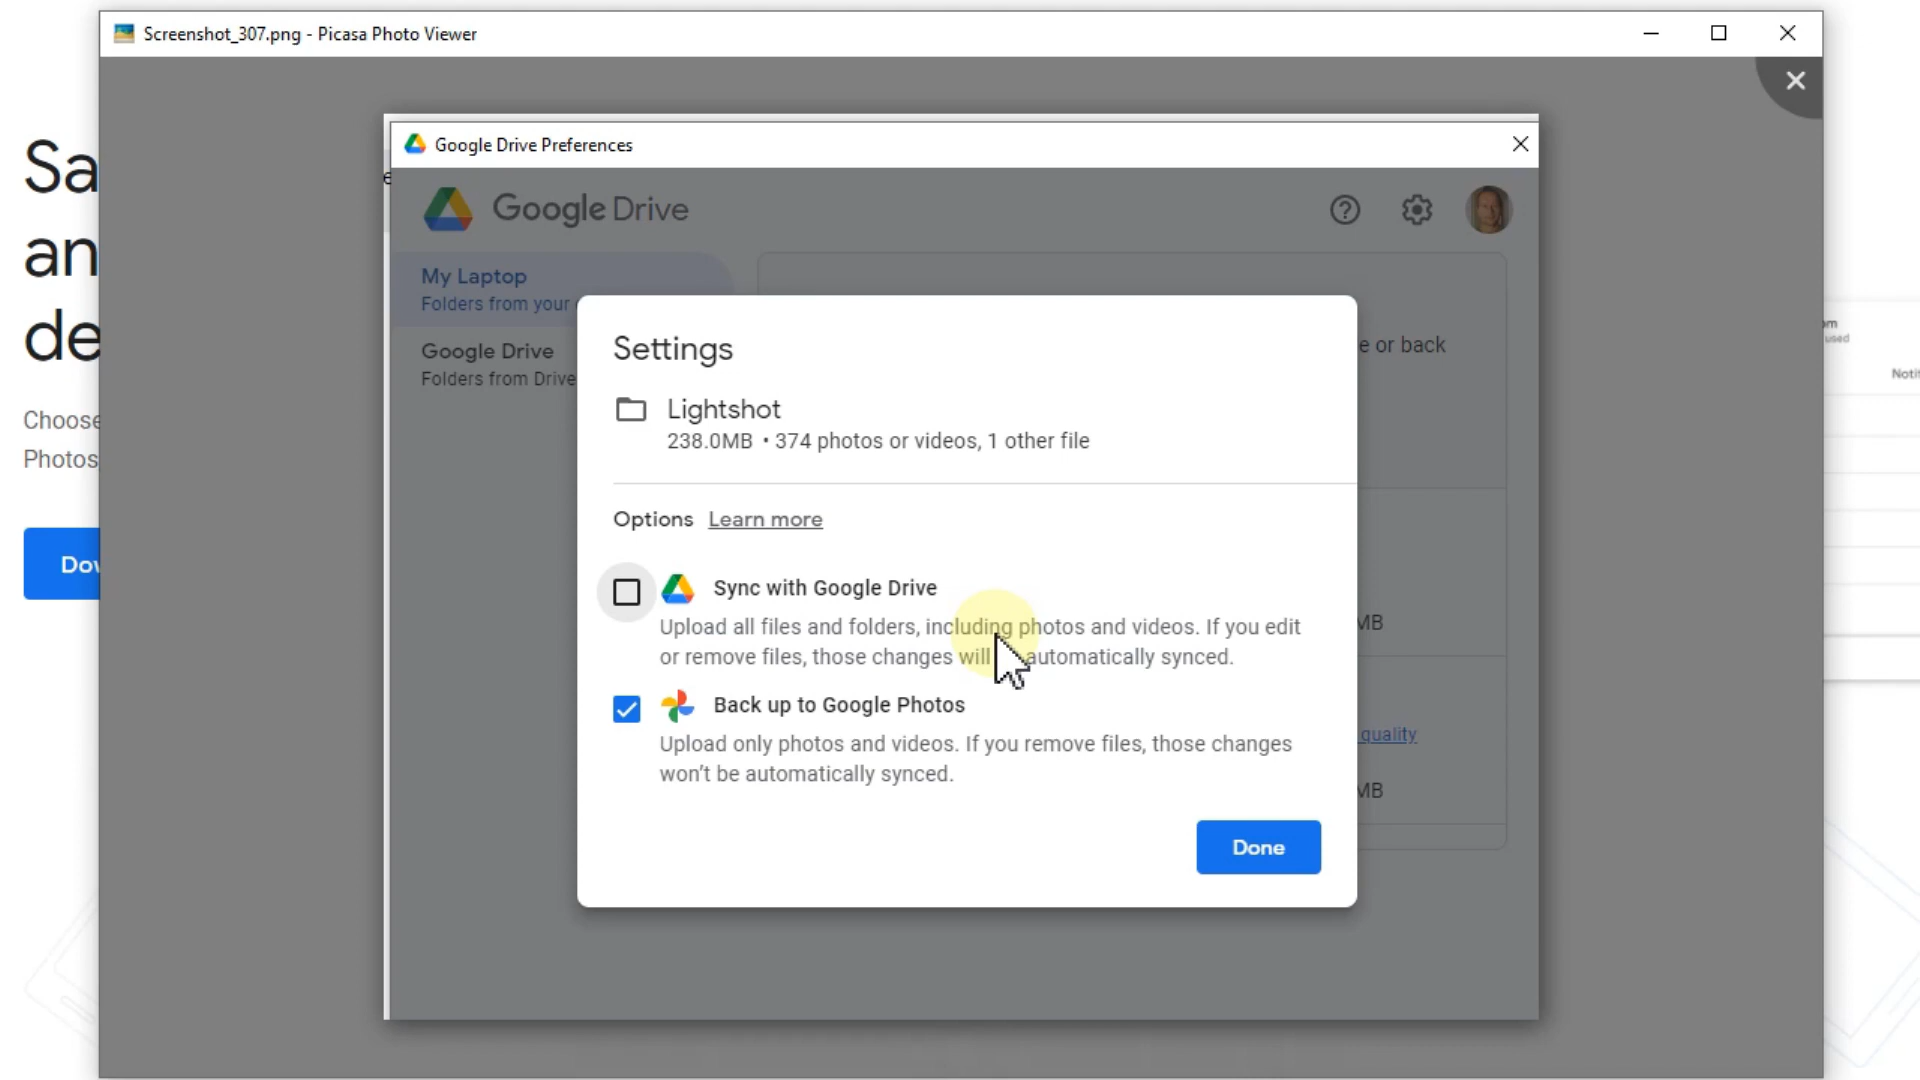 Screenshot_307.png - Picasa Photo Viewer
Sa
an
de
Choose
Photos
Dow
Google Drive Preferences
Google Drive
My Laptop
Folders from your
Google Drive
Folders from Drive
e or back
MB
quality
MB
Settings
Lightshot
238.0MB • 374 photos or videos, 1 other file
Options Learn more
Sync with Google Drive
Upload all files and folders, including photos and videos. If you edit
or remove files, those changes will automatically synced.
Back up to Google Photos
Upload only photos and videos. If you remove files, those changes
won't be automatically synced.
Done
om
used
Notif